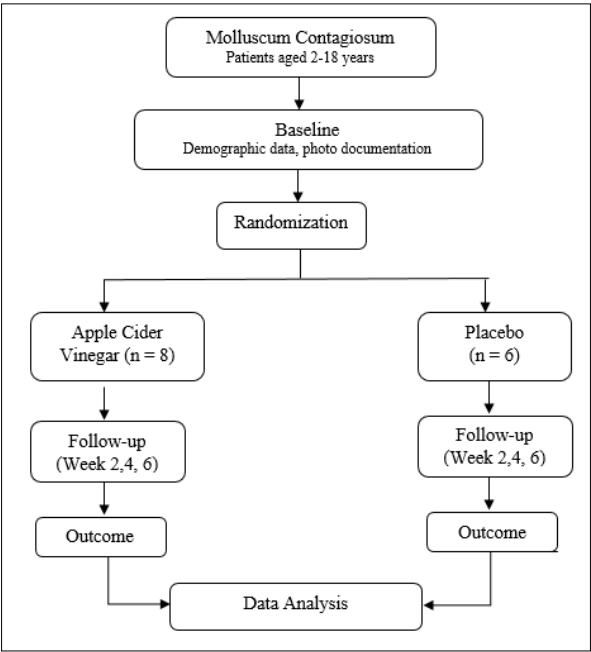 Molluscum Contagiosum
Patients aged 2-18 years
Baseline
Demographic data, photo documentation
Randomization
Apple Cider
Vinegar (n = 8)
Placebo
(n = 6)
Follow-up
(Week 2,4, 6)
Follow-up
(Week 2,4, 6)
Outcome
Outcome
Data Analysis